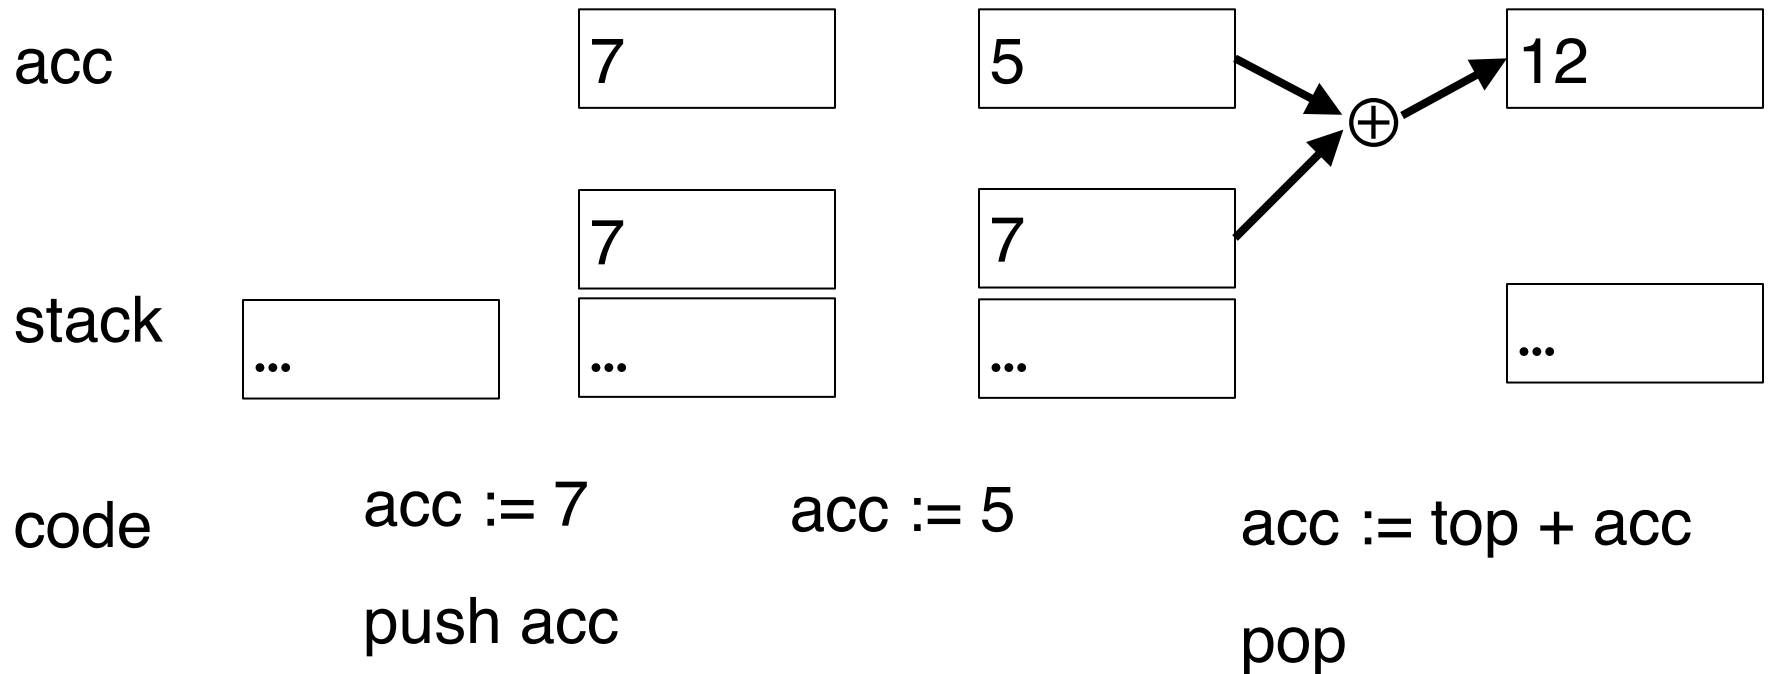 acc 7 5 12
7 7
stack ... ... ... ...
code acc := 7 acc := 5 acc := top + acc
push acc pop